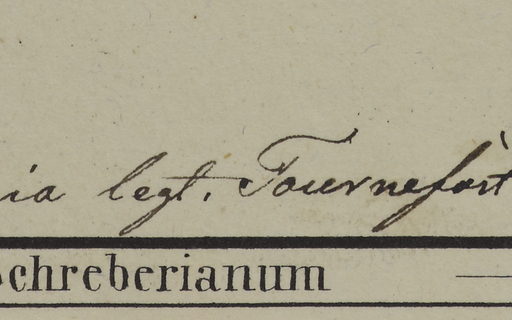 ia legt. Tournefort
chreberianum